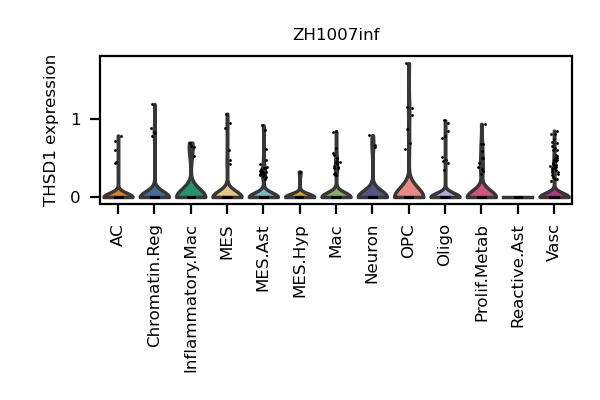 ZH1007inf
THSD1 expression
1
0
AC
Chromatin.Reg
Inflammatory.Mac
MES
MES.Ast
MES.Hyp
Mac
Neuron
OPC
Oligo
Prolif.Metab
Reactive.Ast
Vasc